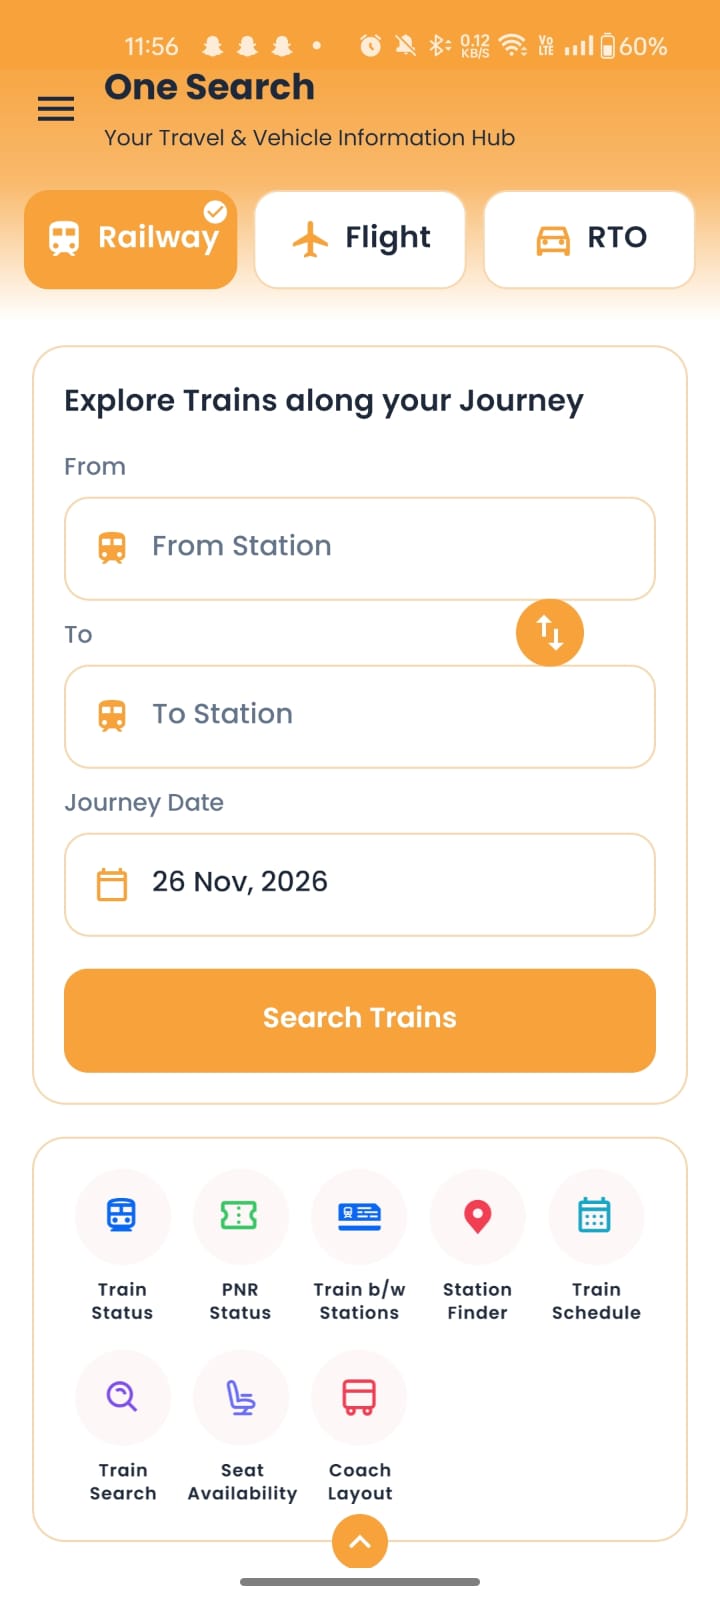 11:56
0.12 KB/S
Vo LTE
60%
One Search
Your Travel & Vehicle Information Hub
Railway
Flight
RTO
Explore Trains along your Journey
From
From Station
To
To Station
Journey Date
26 Nov, 2026
Search Trains
Train Status
PNR Status
Train b/w Stations
Station Finder
Train Schedule
Train Search
Seat Availability
Coach Layout